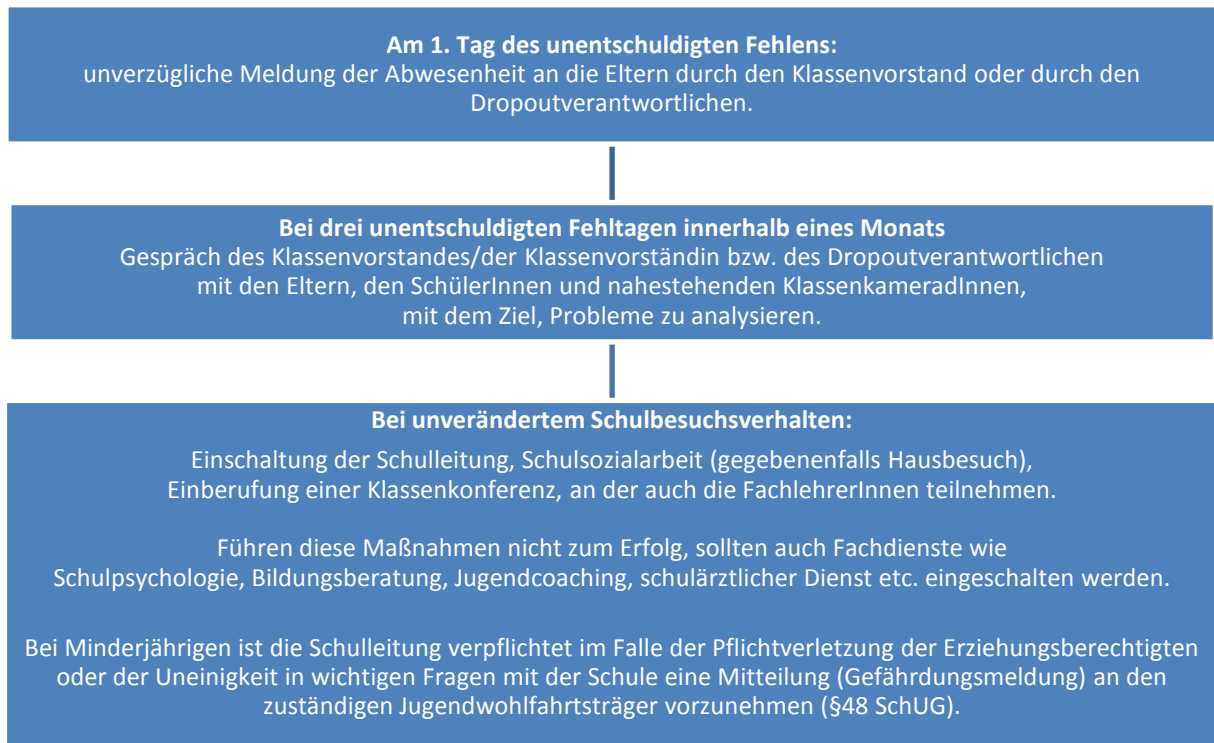 Am 1. Tag des unentschuldigten Fehlens:
unverzügliche Meldung der Abwesenheit an die Eltern durch den Klassenvorstand oder durch den
Dropoutverantwortlichen.
Bei drei unentschuldigten Fehltagen innerhalb eines Monats
Gespräch des Klassenvorstandes/der Klassenvorständin bzw. des Dropoutverantwortlichen
mit den Eltern, den SchülerInnen und nahestehenden KlassenkameradInnen,
mit dem Ziel, Probleme zu analysieren.
Bei unverändertem Schulbesuchsverhalten:
Einschaltung der Schulleitung, Schulsozialarbeit (gegebenenfalls Hausbesuch),
Einberufung einer Klassenkonferenz, an der auch die FachlehrerInnen teilnehmen.
Führen diese Maßnahmen nicht zum Erfolg, sollten auch Fachdienste wie
Schulpsychologie, Bildungsberatung, Jugendcoaching, schulärztlicher Dienst etc. eingeschalten werden.
Bei Minderjährigen ist die Schulleitung verpflichtet im Falle der Pflichtverletzung der Erziehungsberechtigten
oder der Uneinigkeit in wichtigen Fragen mit der Schule eine Mitteilung (Gefährdungsmeldung) an den
zuständigen Jugendwohlfahrtsträger vorzunehmen (§48 SchUG).